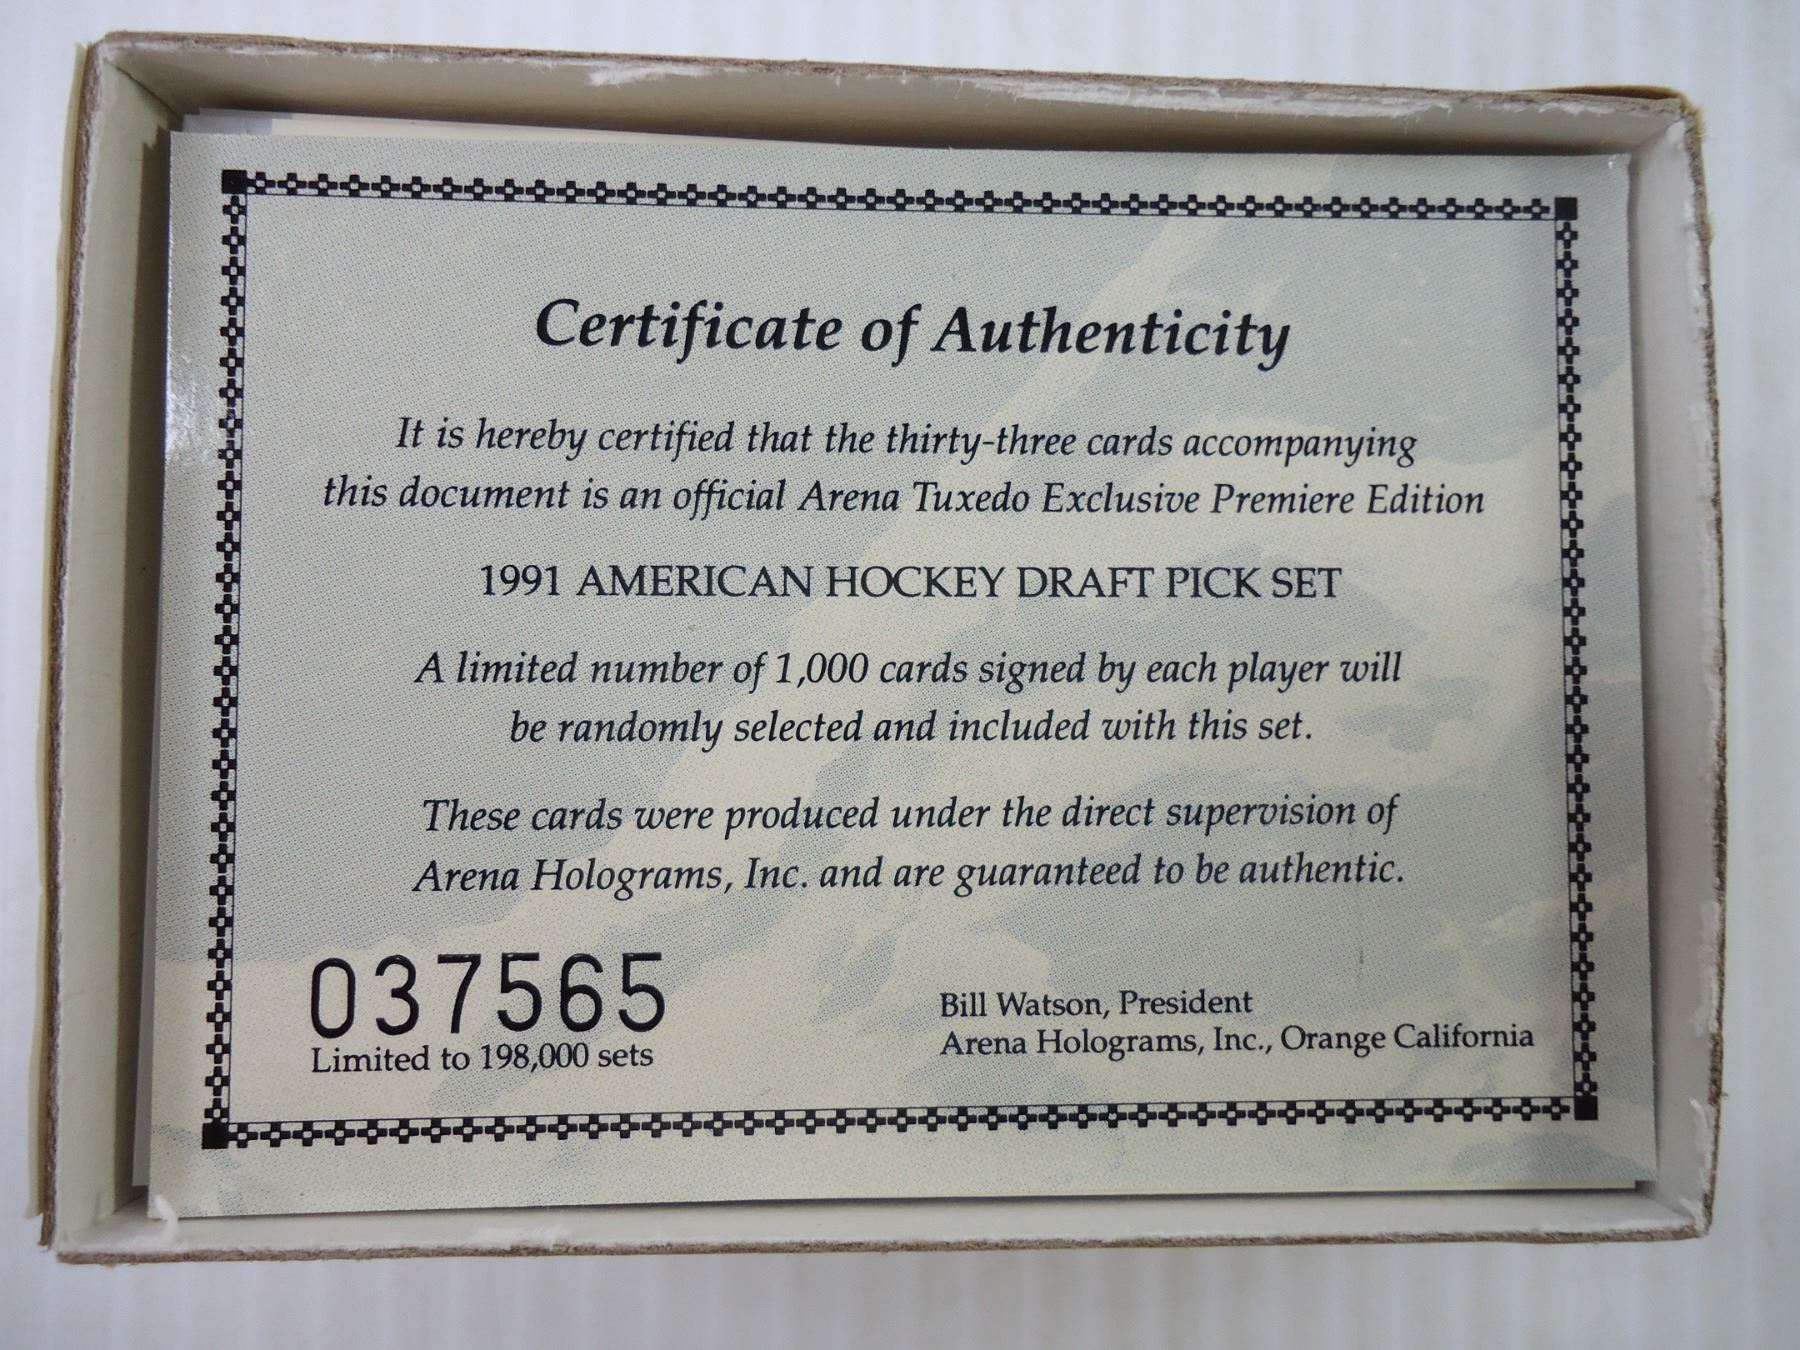 Certificate of Authenticity
It is hereby certified that the thirty-three cards accompanying
this document is an official Arena Tuxedo Exclusive Premiere Edition
1991 AMERICAN HOCKEY DRAFT PICK SET
A limited number of 1,000 cards signed by each player will
be randomly selected and included with this set.
These cards were produced under the direct supervision of
Arena Holograms, Inc. and are guaranteed to be authentic.
037565
Limited to 198,000 sets
Bill Watson, President
Arena Holograms, Inc., Orange California